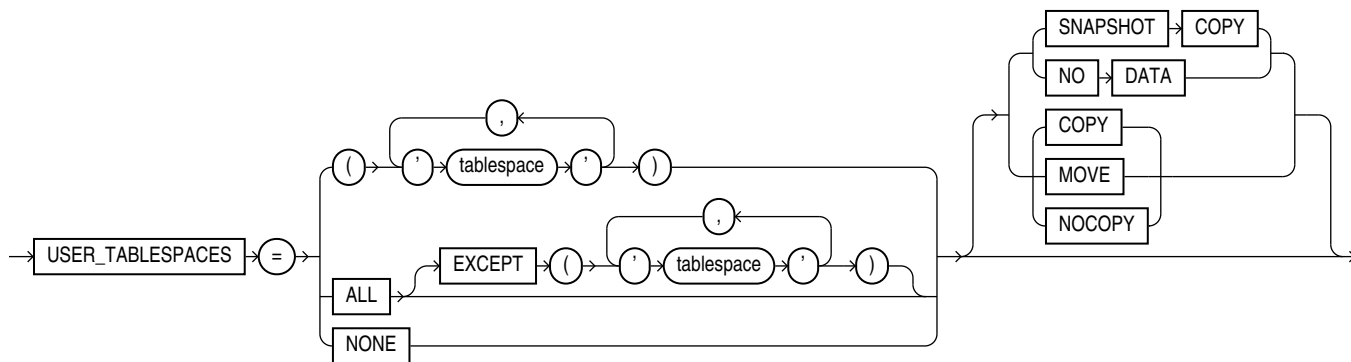 SNAPSHOT COPY
NO DATA
,
COPY
( ' tablespace ' )
MOVE
,
NOCOPY
USER_TABLESPACES =
EXCEPT ( ' tablespace ' )
ALL
NONE